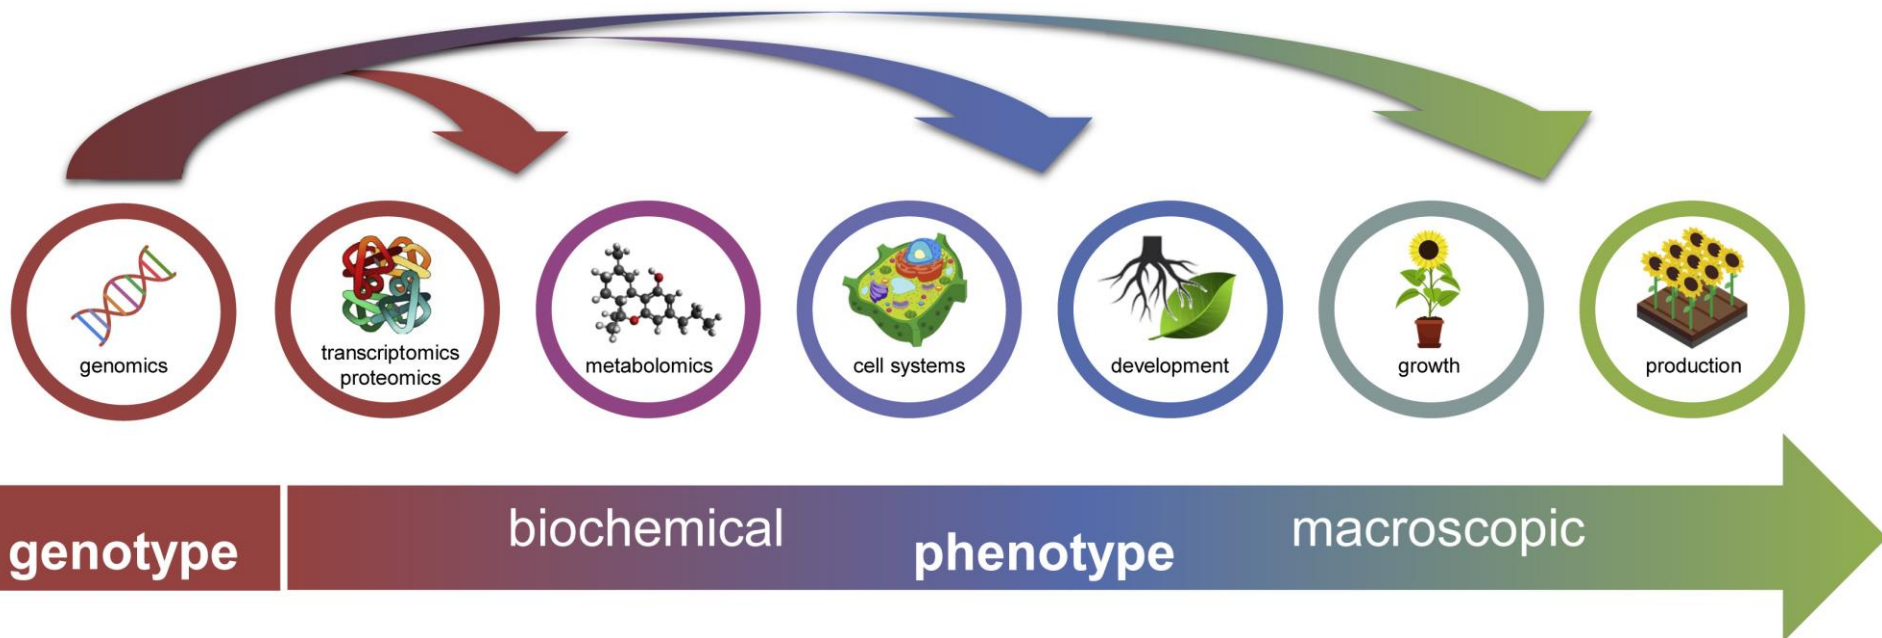 genomics
transcriptomics
proteomics
metabolomics
cell systems
development
growth
production
genotype
biochemical
phenotype
macroscopic